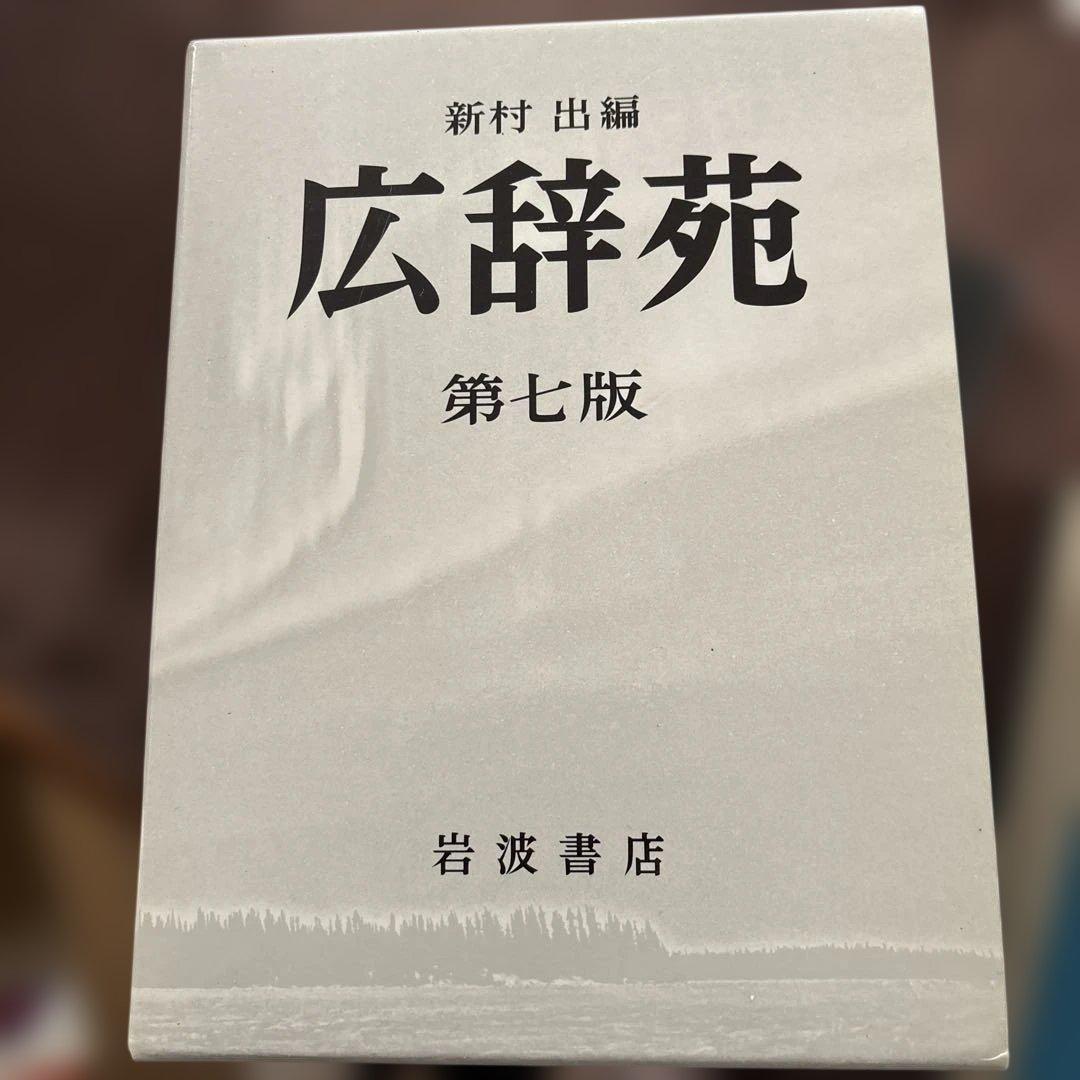 新村 出編
広辞苑
第七版
岩波書店